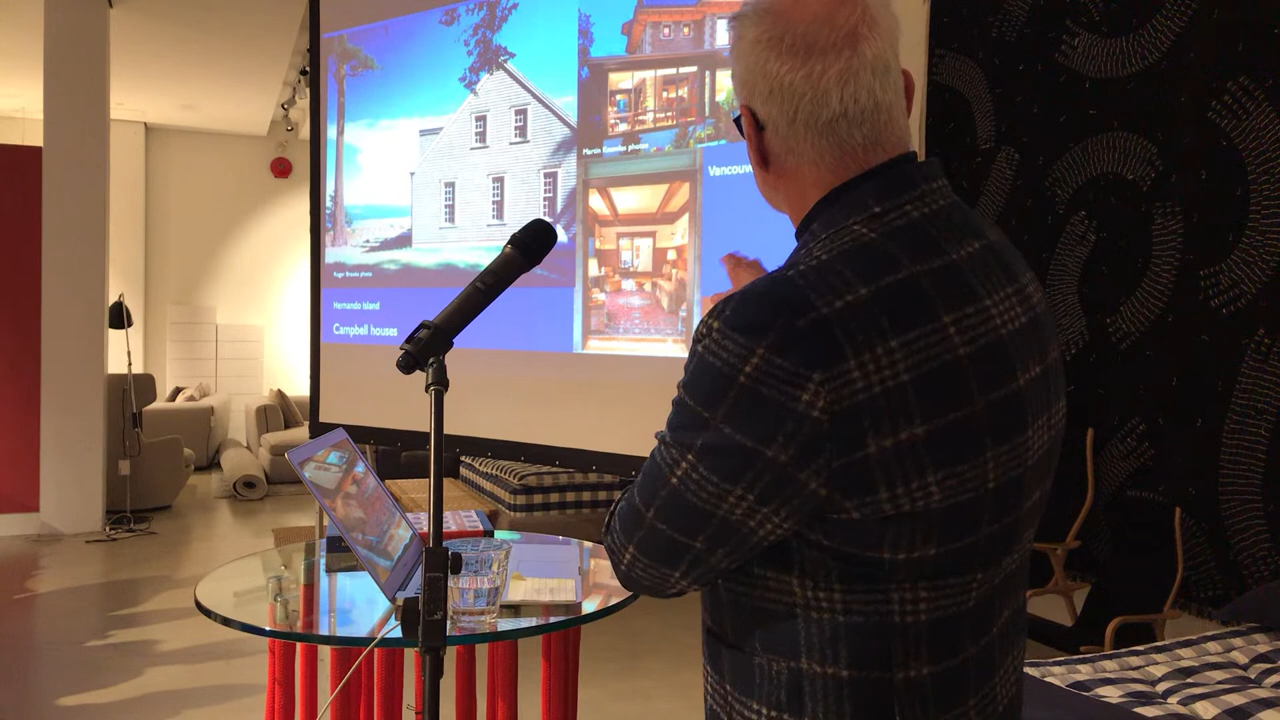 Roger Brooks photo
Hernando Island
Campbell houses
Martin Knowles photos
Vancouv